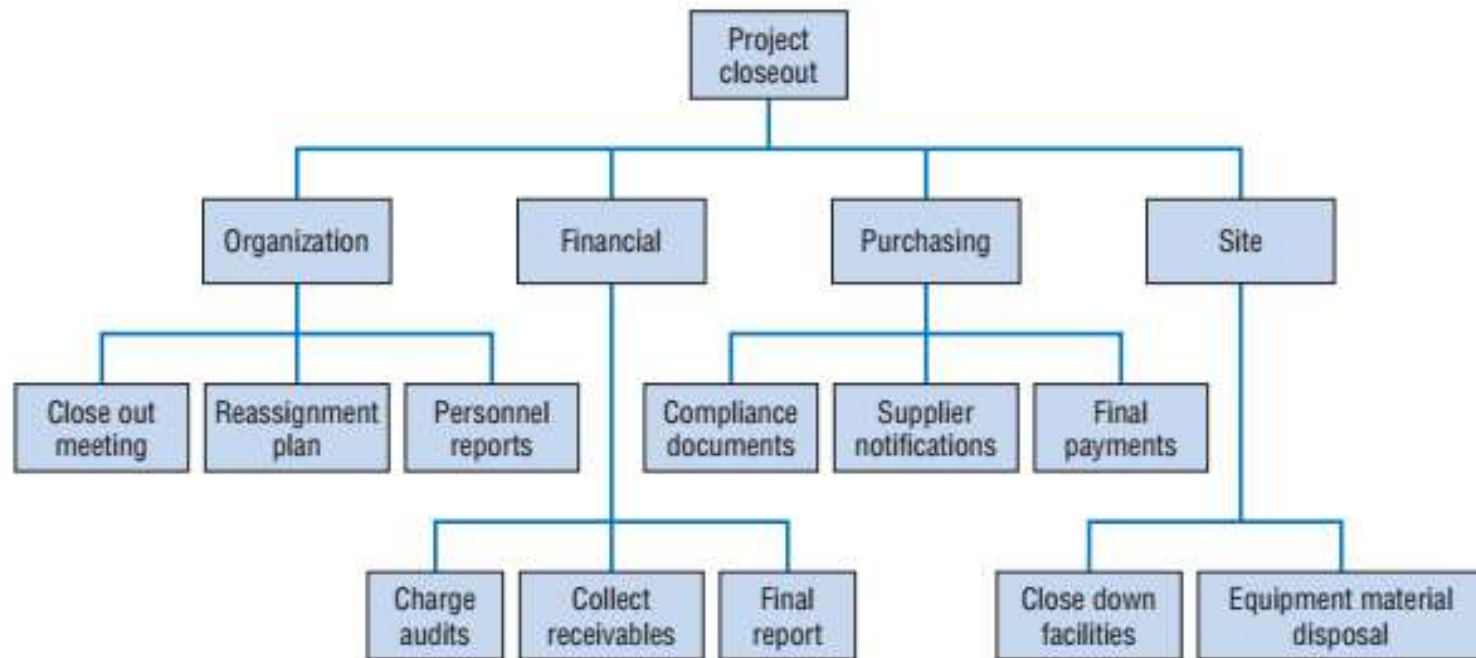 Project
closeout
Organization
Financial
Purchasing
Site
Close out
meeting
Reassignment
plan
Personnel
reports
Compliance
documents
Supplier
notifications
Final
payments
Charge
audits
Collect
receivables
Final
report
Close down
facilities
Equipment material
disposal